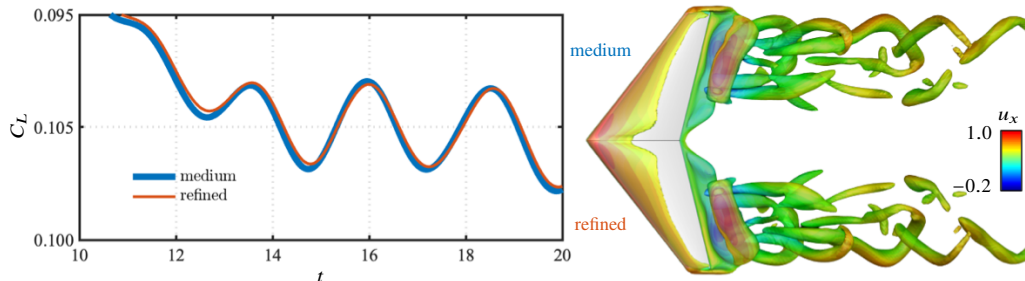 0.095
0.105
0.100
C_L
medium
refined
10
12
14
16
18
20
t
medium
refined
u_x
1.0
−0.2